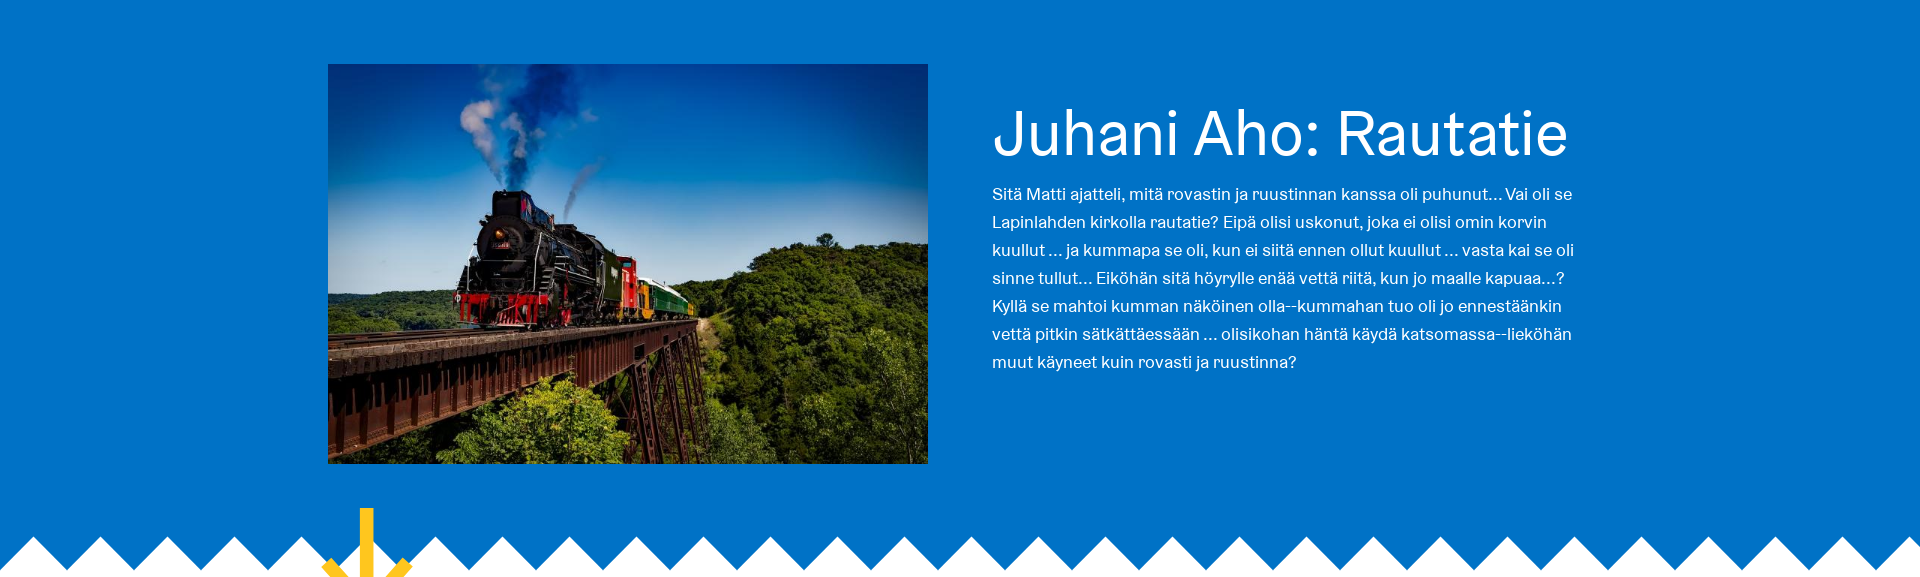 Juhani Aho: Rautatie
Sitä Matti ajatteli, mitä rovastin ja ruustinnan kanssa oli puhunut... Vai oli se
Lapinlahden kirkolla rautatie? Eipä olisi uskonut, joka ei olisi omin korvin
kuullut ... ja kummapa se oli, kun ei siitä ennen ollut kuullut ... vasta kai se oli
sinne tullut... Eiköhän sitä höyrylle enää vettä riitä, kun jo maalle kapuaa...?
Kyllä se mahtoi kumman näköinen olla--kummahan tuo oli jo ennestäänkin
vettä pitkin sätkättäessään ... olisikohan häntä käydä katsomassa--lieköhän
muut käyneet kuin rovasti ja ruustinna?